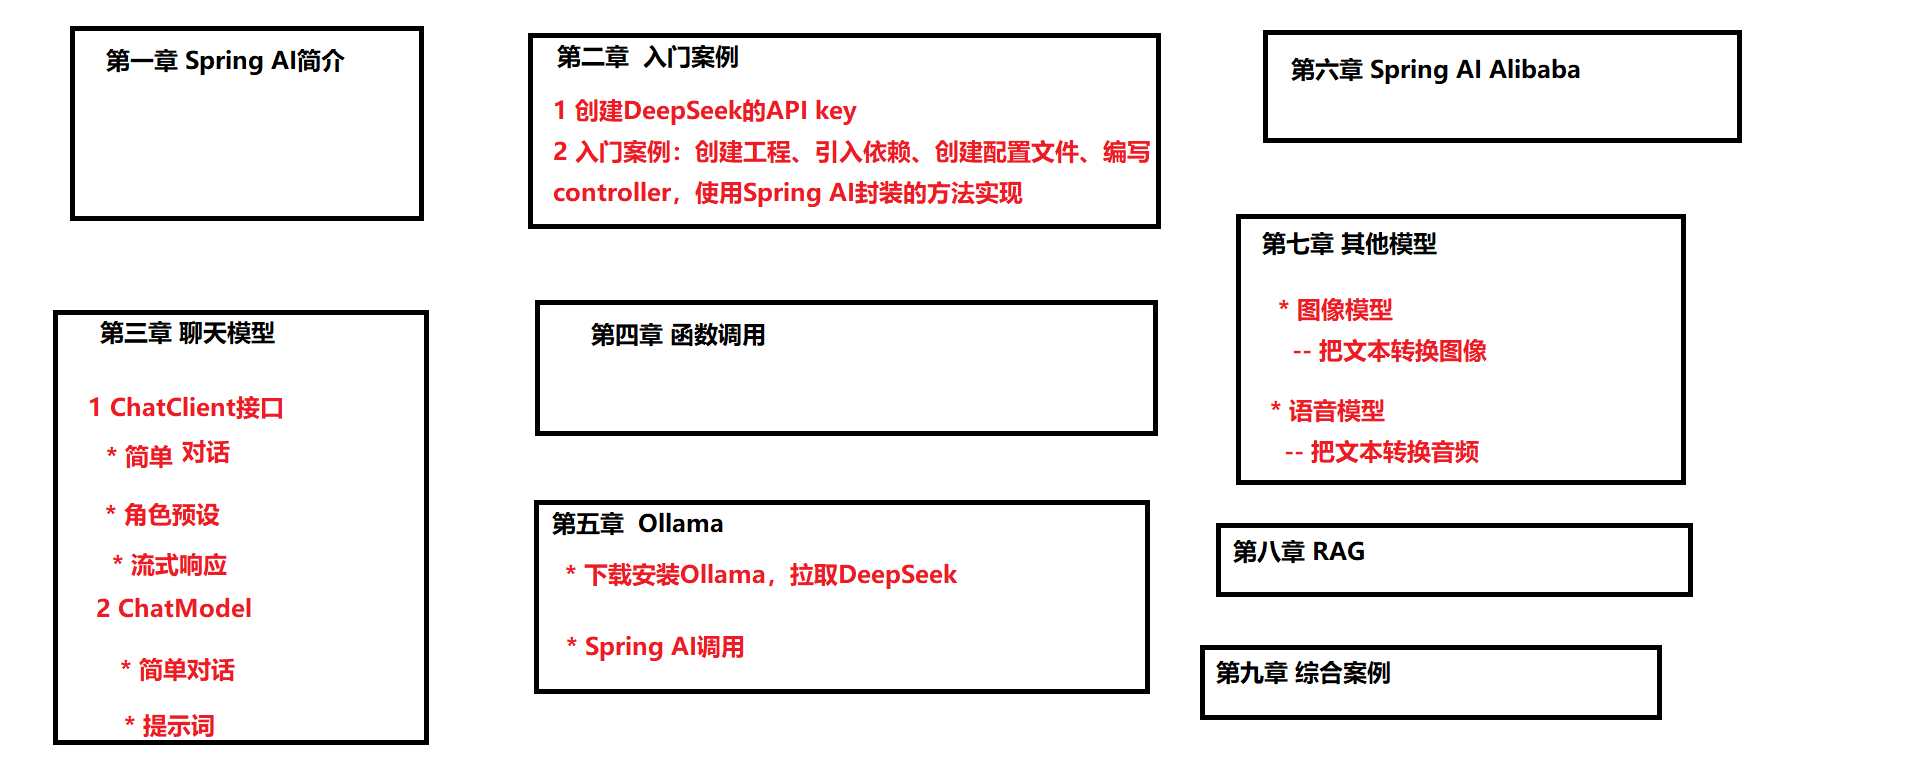 第一章 Spring AI简介
第二章 入门案例
1 创建DeepSeek的API key
2 入门案例：创建工程、引入依赖、创建配置文件、编写
controller，使用Spring AI封装的方法实现
第三章 聊天模型
1 ChatClient接口
* 简单 对话
* 角色预设
* 流式响应
2 ChatModel
* 简单对话
* 提示词
第四章 函数调用
第五章 Ollama
* 下载安装Ollama，拉取DeepSeek
* Spring AI调用
第六章 Spring AI Alibaba
第七章 其他模型
* 图像模型
-- 把文本转换图像
* 语音模型
-- 把文本转换音频
第八章 RAG
第九章 综合案例